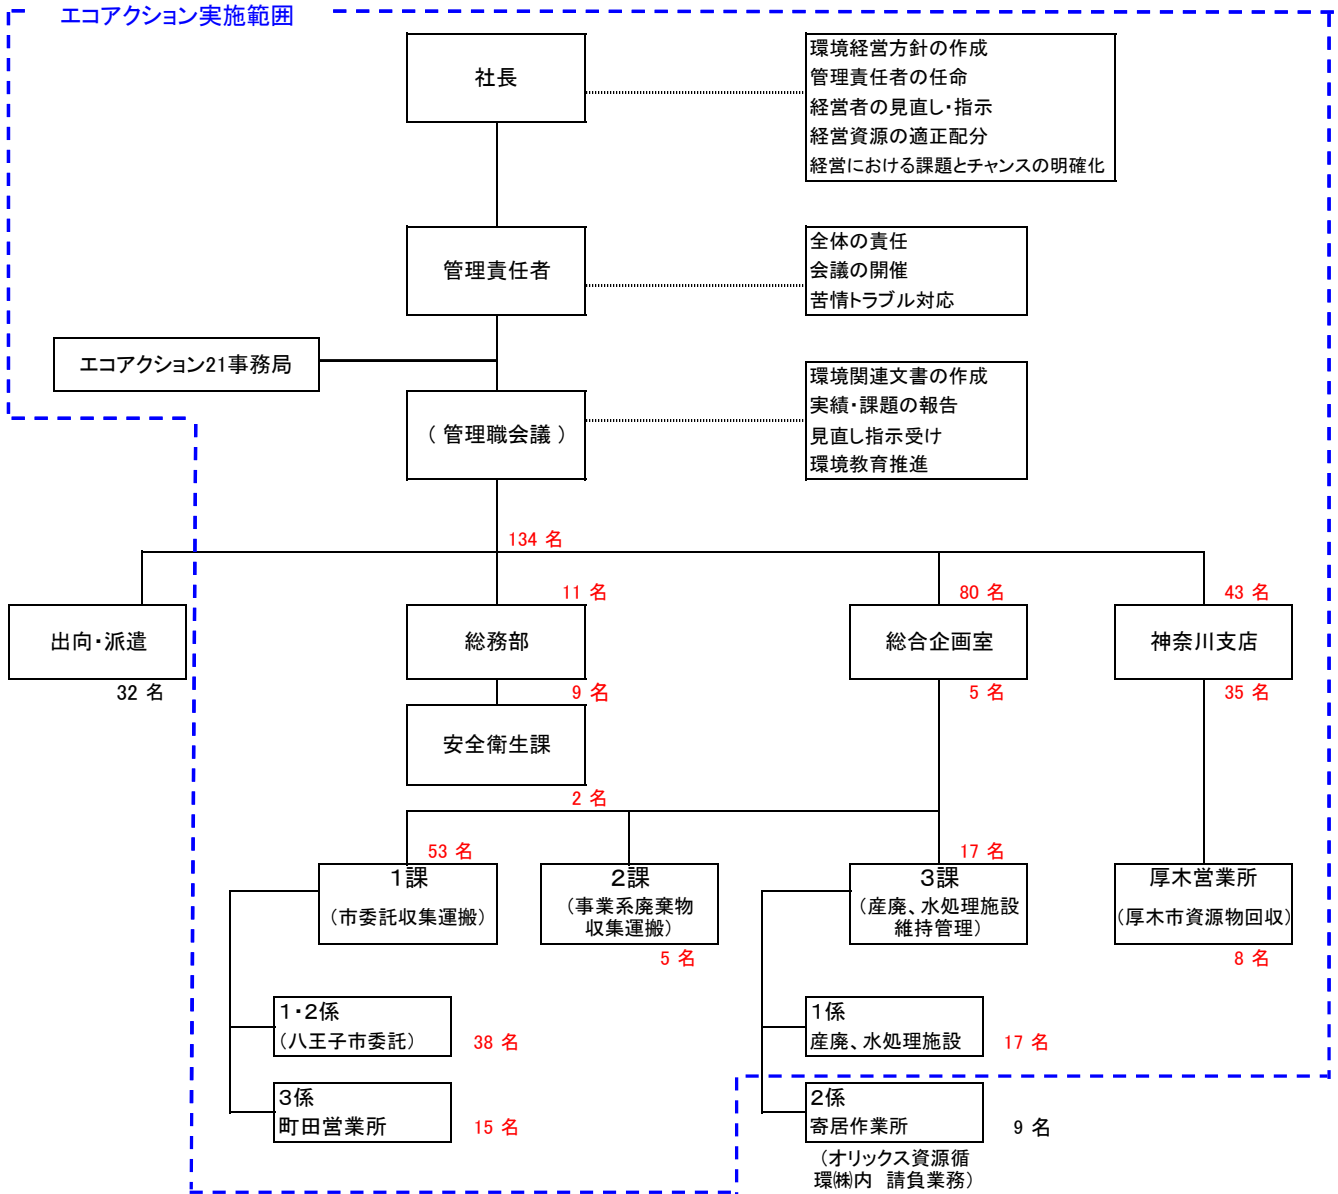 エコアクション実施範囲
社長
環境経営方針の作成
管理責任者の任命
経営者の見直し・指示
経営資源の適正配分
経営における課題とチャンスの明確化
管理責任者
全体の責任
会議の開催
苦情トラブル対応
エコアクション21事務局
(管理職会議)
環境関連文書の作成
実績・課題の報告
見直し指示受け
環境教育推進
134 名
11 名
80 名
43 名
出向・派遣
総務部
総合企画室
神奈川支店
32 名
9 名
5 名
35 名
安全衛生課
2 名
53 名
17 名
1課
(市委託収集運搬)
2課
(事業系廃棄物
収集運搬)
5 名
3課
(産廃、水処理施設
維持管理)
厚木営業所
(厚木市資源物回収)
8 名
1・2係
(八王子市委託)
38 名
1係
産廃、水処理施設
17 名
3係
町田営業所
15 名
2係
寄居作業所
9 名
(オリックス資源循
環㈱内 請負業務)